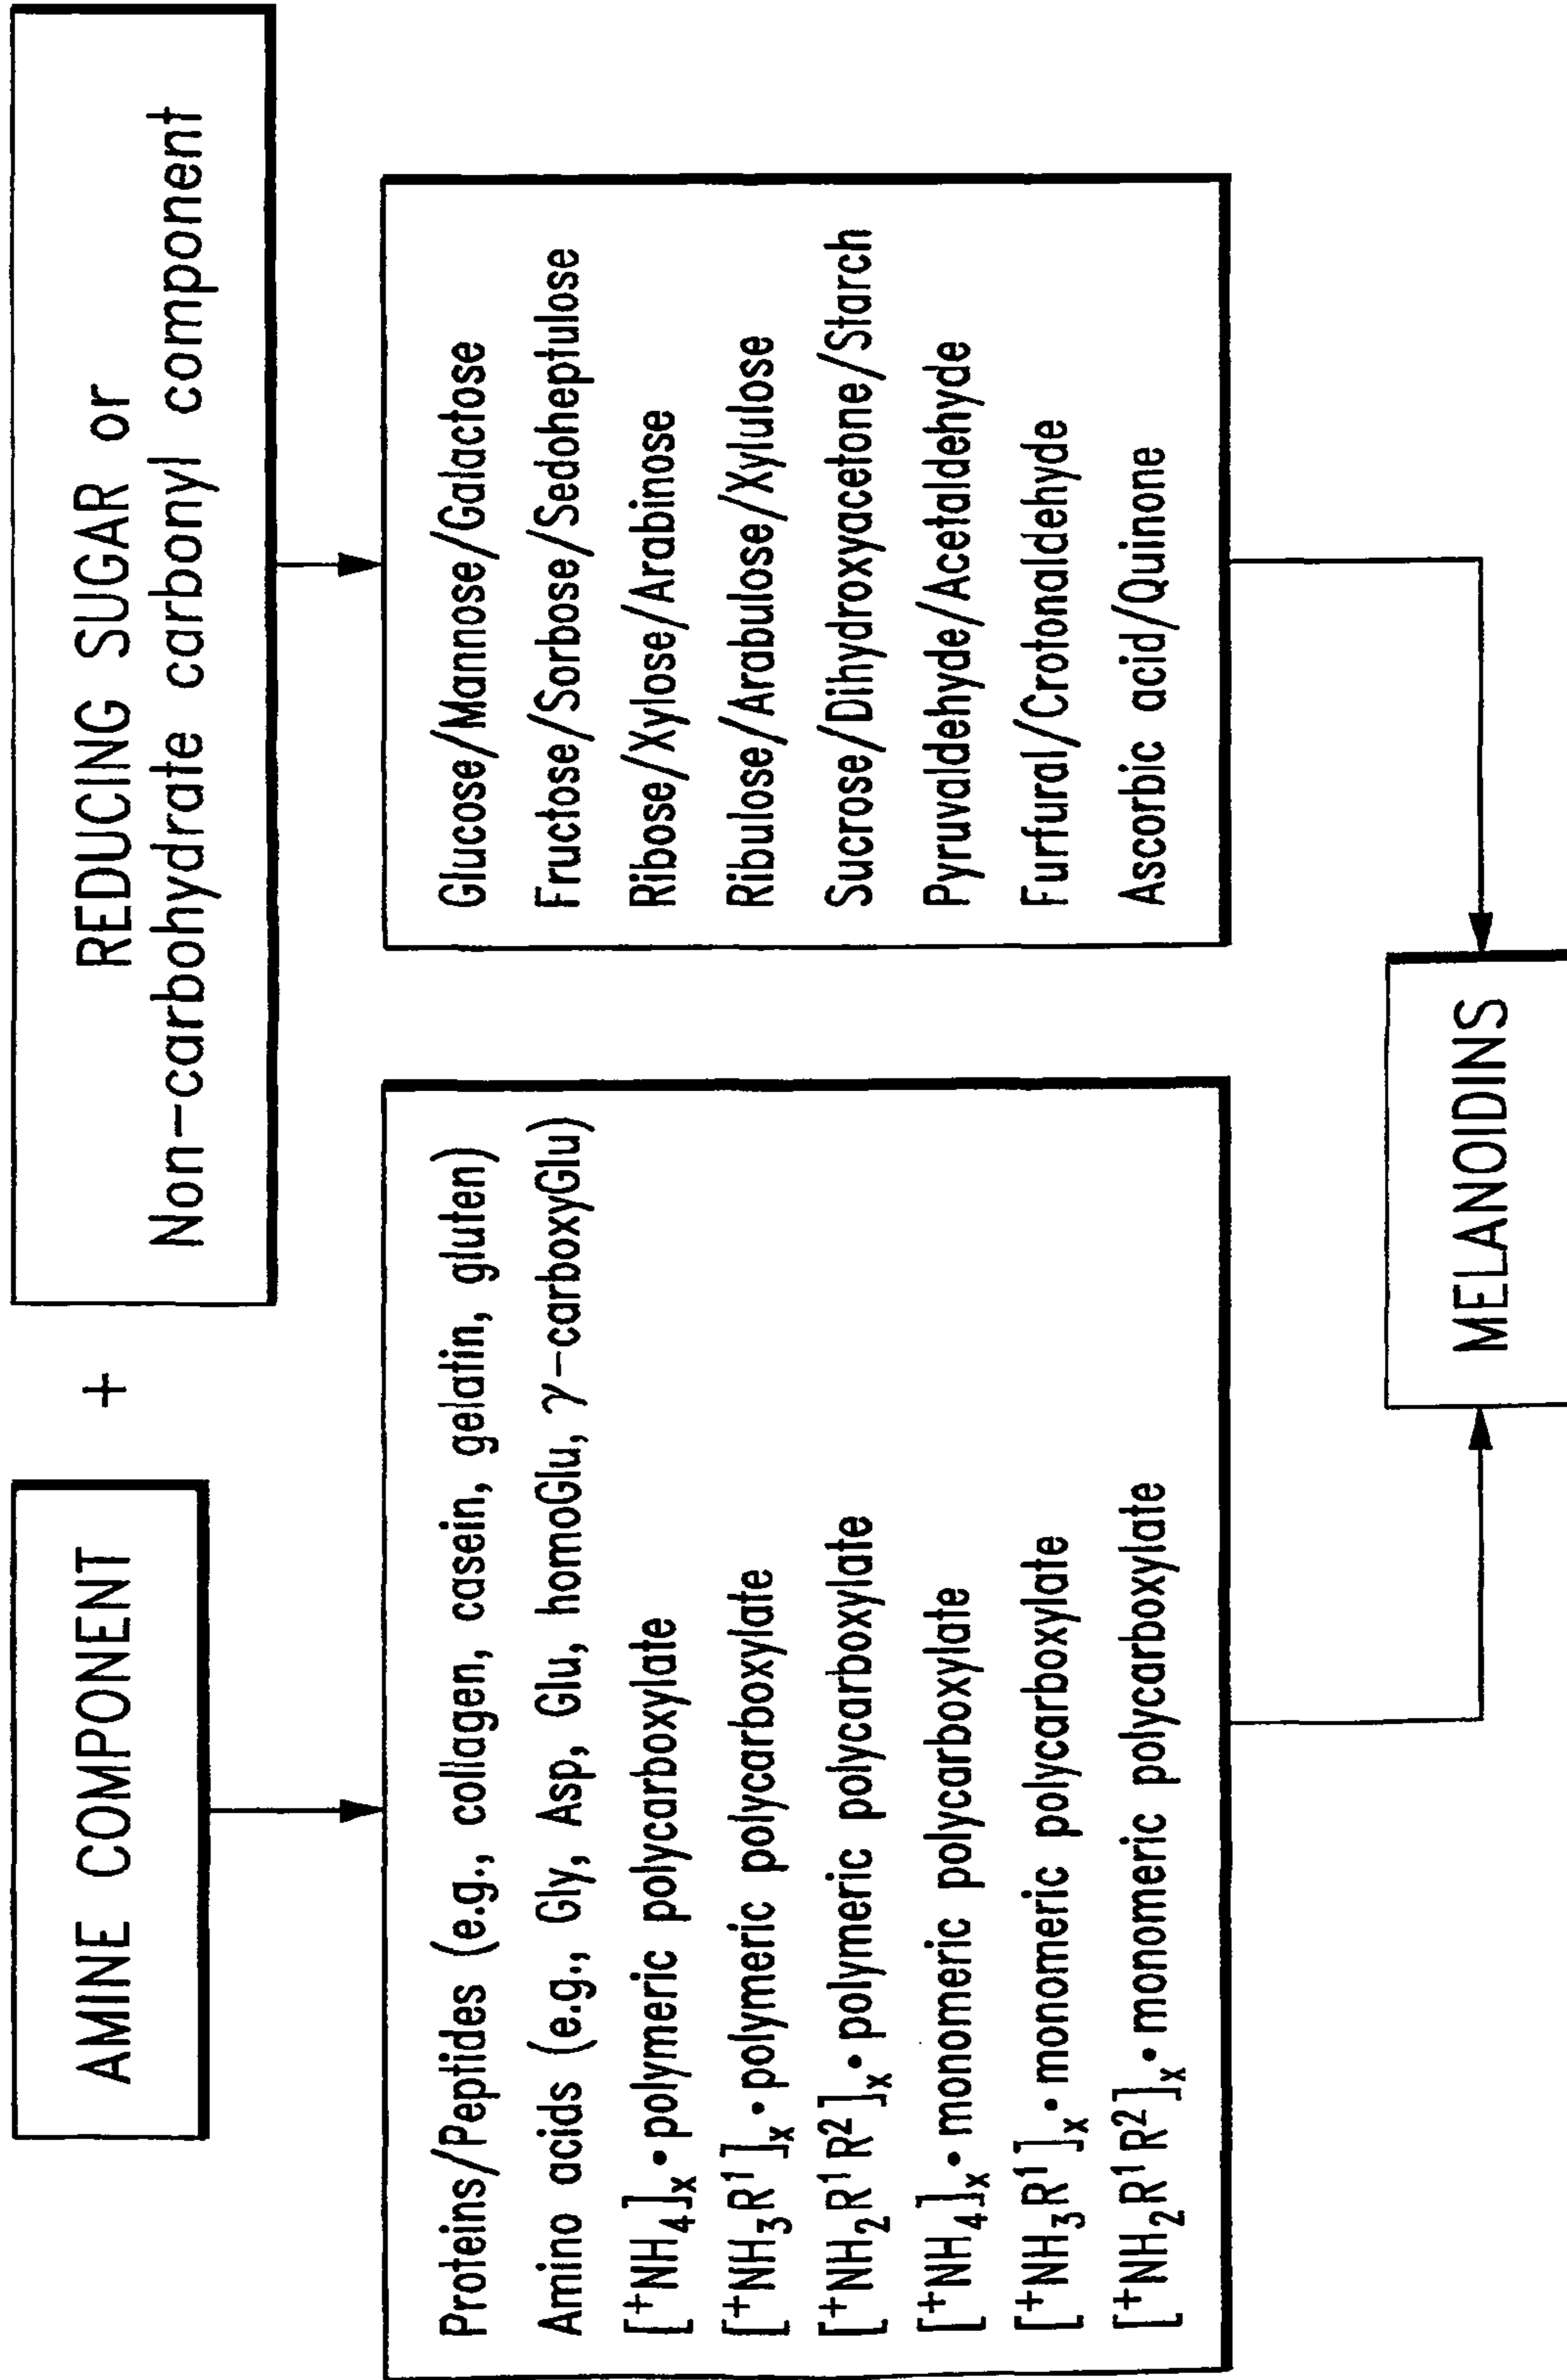 AMINE COMPONENT
+
REDUCING SUGAR or
Non-carbohydrate carbonyl component
Proteins/Peptides (e.g., collagen, casein, gelatin, gluten)
Amino acids (e.g., Gly, Asp, Glu, homoGlu, γ-carboxyGlu)
[⁺NH₄]ₓ•polymeric polycarboxylate
[⁺NH₃R¹]ₓ•polymeric polycarboxylate
[⁺NH₂R¹R²]ₓ•polymeric polycarboxylate
[⁺NH₄]ₓ•monomeric polycarboxylate
[⁺NH₃R¹]ₓ•monomeric polycarboxylate
[⁺NH₂R¹R²]ₓ•monomeric polycarboxylate
Glucose/Mannose/Galactose
Fructose/Sorbose/Sedoheptulose
Ribose/Xylose/Arabinose
Ribulose/Arabulose/Xylulose
Sucrose/Dihydroxyacetone/Starch
Pyruvaldehyde/Acetaldehyde
Furfural/Crotonaldehyde
Ascorbic acid/Quinone
MELANOIDINS